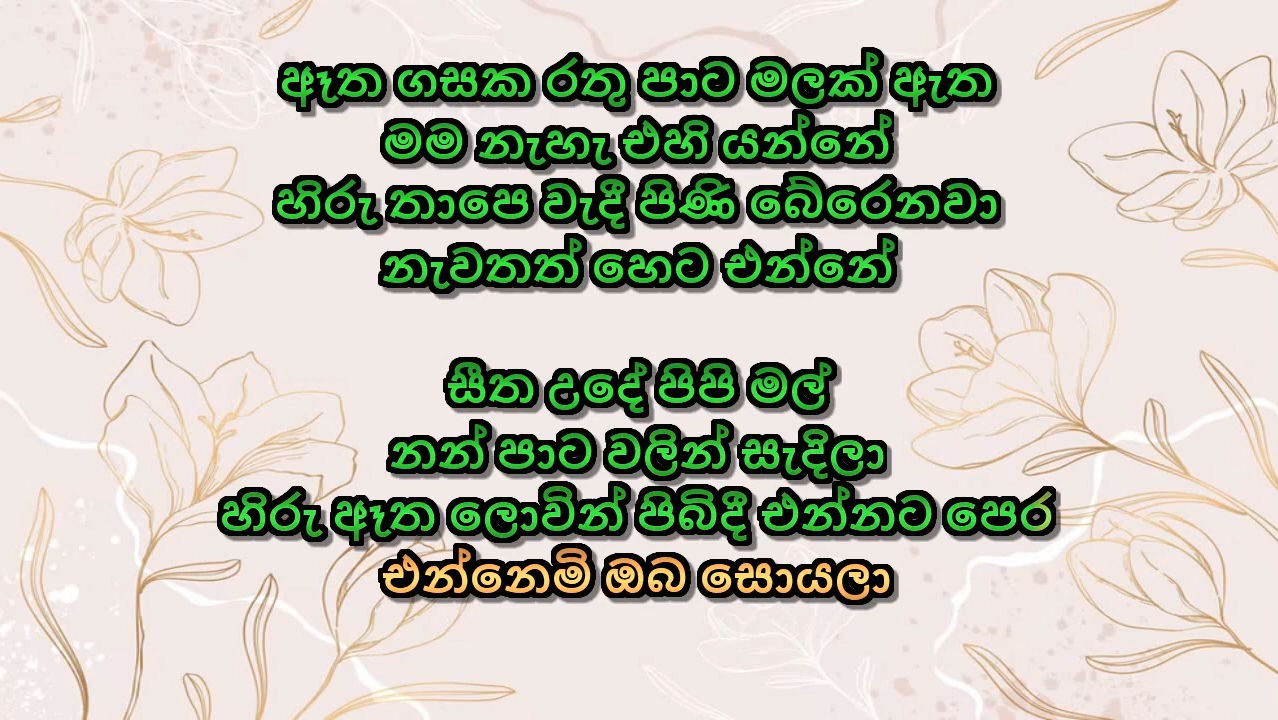 ඈත ගසක රතු පාට මලක් ඇත
මම නැහැ එහි යන්නේ
හිරු තාපෙ වැදී පිණි බේරෙනවා
නැවතත් හෙට එන්නේ
සීත උදේ පිපි මල්
නන් පාට වලින් සැදිලා
හිරු ඈත ලොවින් පිබිදී එන්නට පෙර
එන්නෙමි ඔබ සොයලා